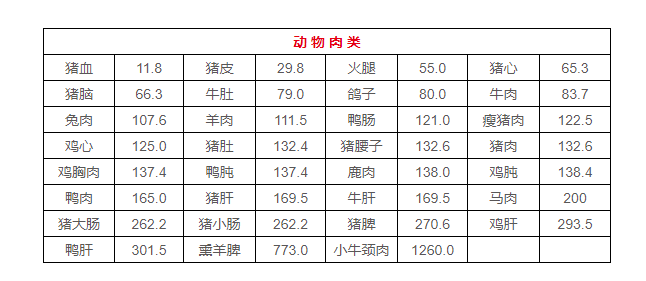 动物肉类
猪血 11.8 猪皮 29.8 火腿 55.0 猪心 65.3
猪脑 66.3 牛肚 79.0 鸽子 80.0 牛肉 83.7
兔肉 107.6 羊肉 111.5 鸭肠 121.0 瘦猪肉 122.5
鸡心 125.0 猪肚 132.4 猪腰子 132.6 猪肉 132.6
鸡胸肉 137.4 鸭肫 137.4 鹿肉 138.0 鸡肫 138.4
鸭肉 165.0 猪肝 169.5 牛肝 169.5 马肉 200
猪大肠 262.2 猪小肠 262.2 猪脾 270.6 鸡肝 293.5
鸭肝 301.5 熏羊脾 773.0 小牛颈肉 1260.0